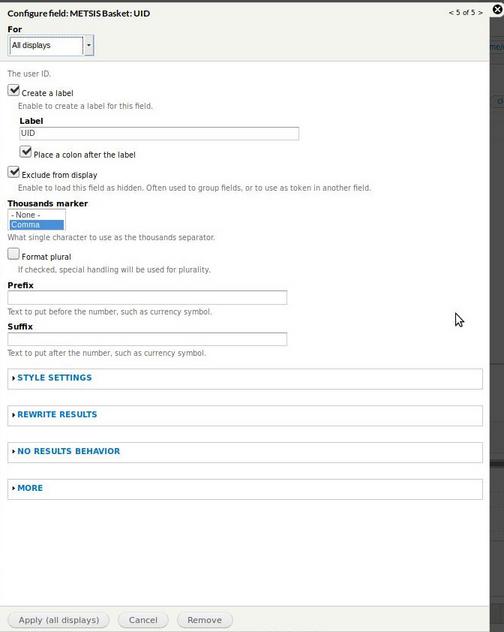 Configure field: METSIS Basket: UID
< 5 of 5 >
For
All displays
The user ID.
Create a label
Enable to create a label for this field.
Label
UID
Place a colon after the label
Exclude from display
Enable to load this field as hidden. Often used to group fields, or to use as token in another field.
Thousands marker
- None -
Comma
What single character to use as the thousands separator.
Format plural
If checked, special handling will be used for plurality.
Prefix
Text to put before the number, such as currency symbol.
Suffix
Text to put after the number, such as currency symbol.
STYLE SETTINGS
REWRITE RESULTS
NO RESULTS BEHAVIOR
MORE
Apply (all displays)
Cancel
Remove